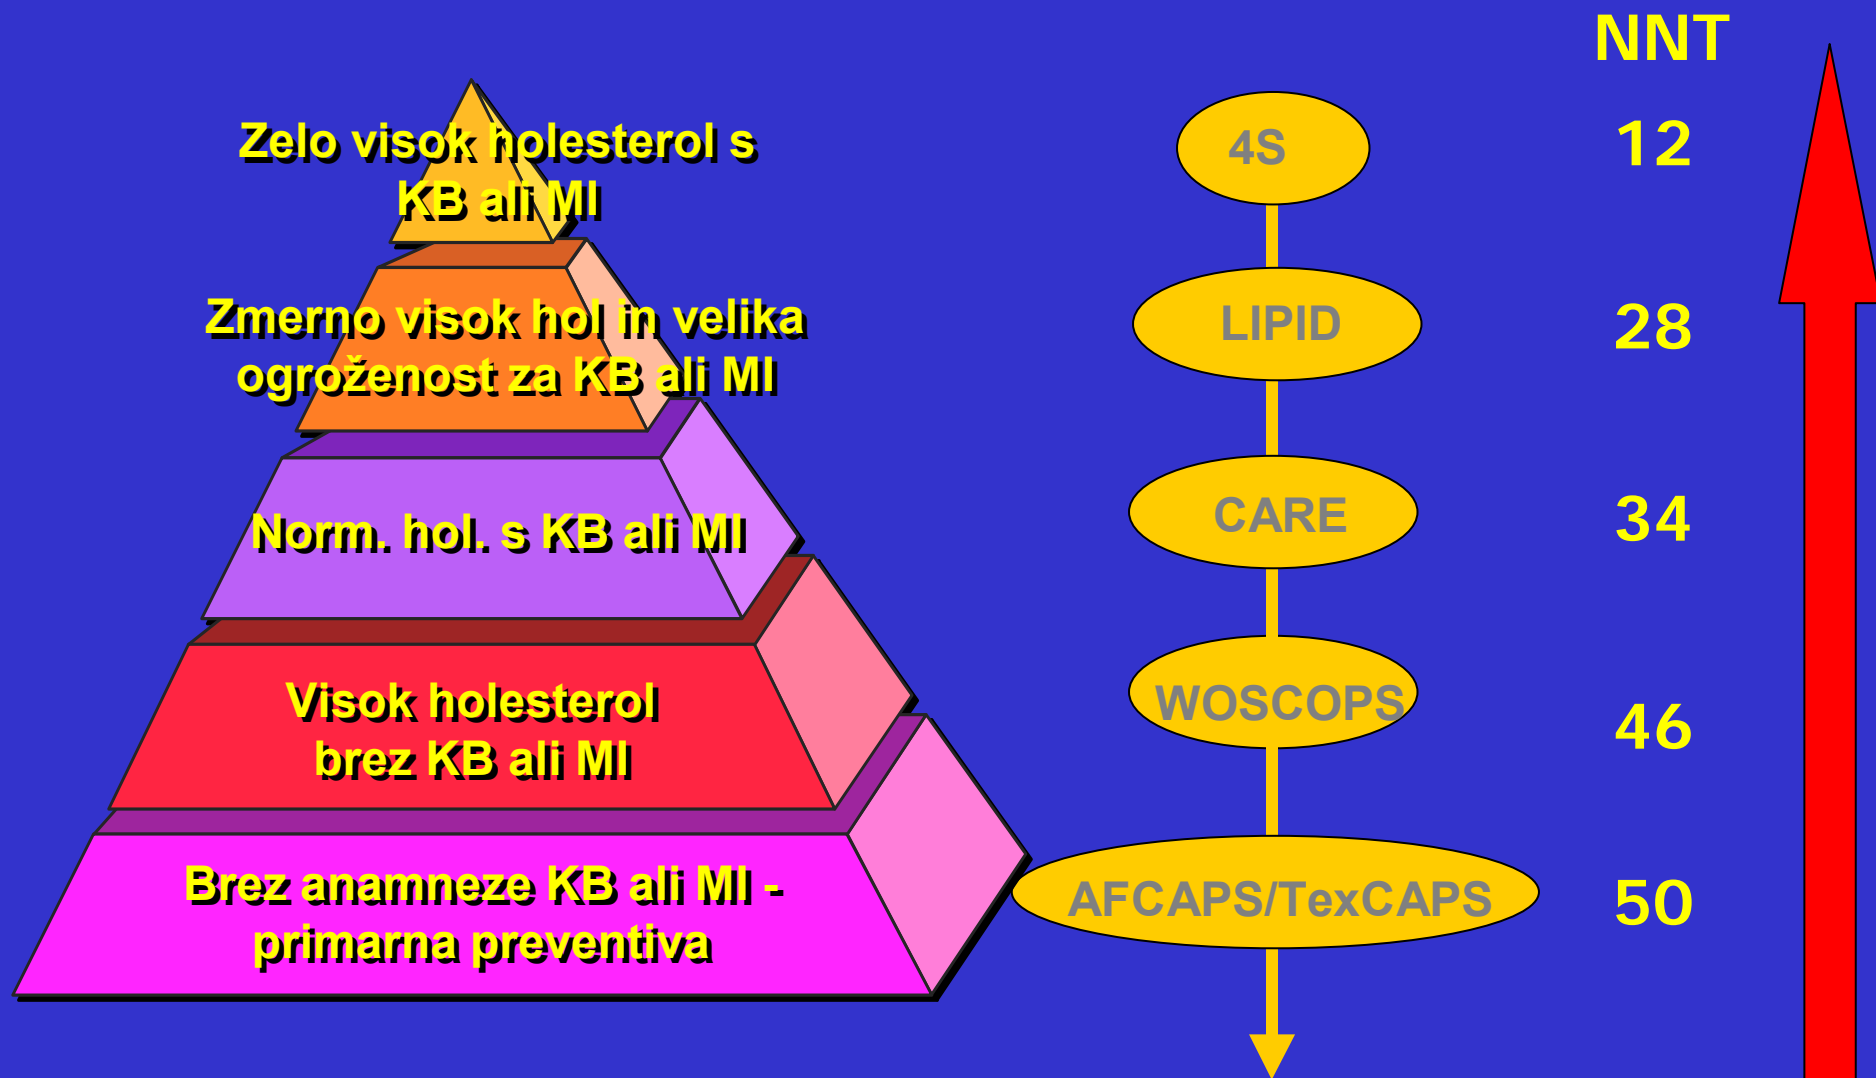 NNT
Zelo visok holesterol s
KB ali MI
4S
12
Zmerno visok hol in velika
ogroženost za KB ali MI
LIPID
28
Norm. hol. s KB ali MI
CARE
34
Visok holesterol
brez KB ali MI
WOSCOPS
46
Brez anamneze KB ali MI -
primarna preventiva
AFCAPS/TexCAPS
50